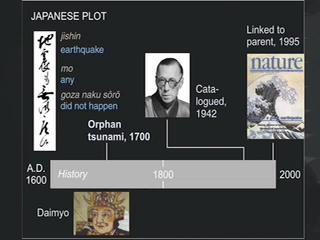 JAPANESE PLOT
jishin
earthquake
mo
any
goza naku sōrō
did not happen
Orphan
tsunami, 1700
Cata-
logued,
1942
Linked to
parent, 1995
nature
A.D.
1600
History
1800
2000
Daimyo